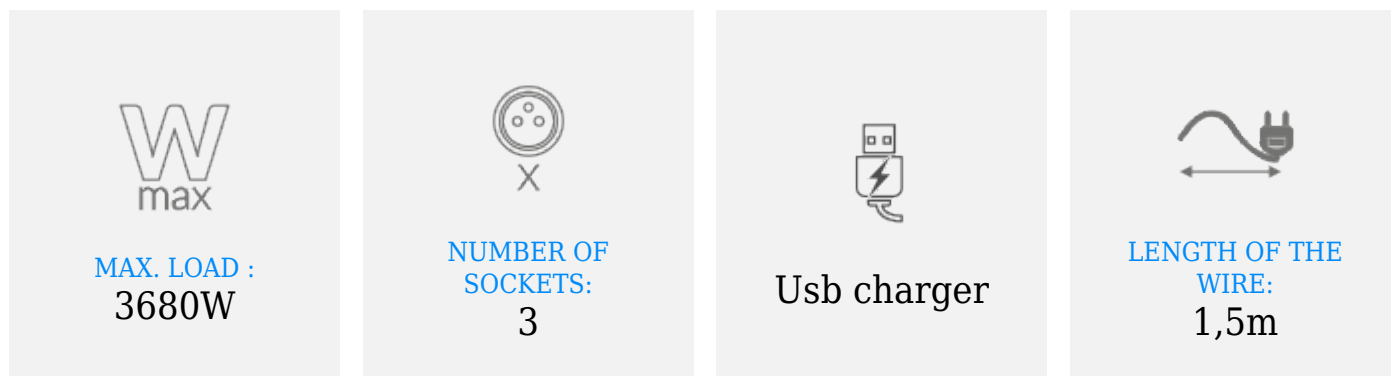 W
max
MAX. LOAD :
3680W
X
NUMBER OF
SOCKETS:
3
Usb charger
LENGTH OF THE
WIRE:
1,5m